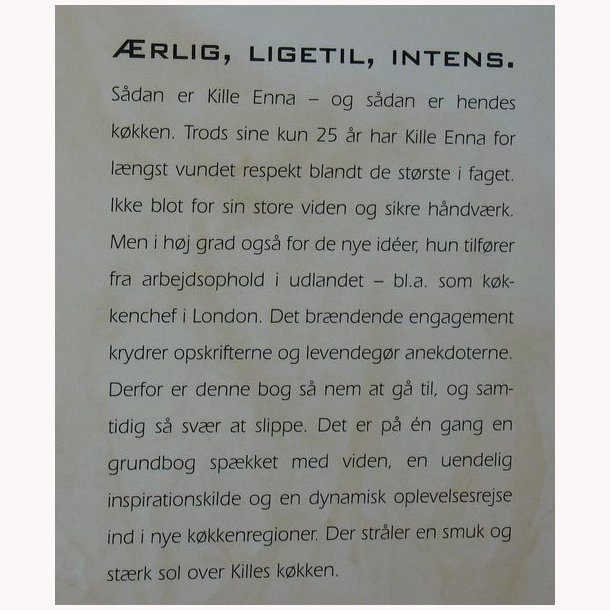 ÆRLIG, LIGETIL, INTENS.
Sådan er Kille Enna – og sådan er hendes
køkken. Trods sine kun 25 år har Kille Enna for
længst vundet respekt blandt de største i faget.
Ikke blot for sin store viden og sikre håndværk.
Men i høj grad også for de nye idéer, hun tilfører
fra arbejdsophold i udlandet – bl.a. som køk-
kenchef i London. Det brændende engagement
krydrer opskrifterne og levendegør anekdoterne.
Derfor er denne bog så nem at gå til, og sam-
tidig så svær at slippe. Det er på én gang en
grundbog spækket med viden, en uendelig
inspirationskilde og en dynamisk oplevelsesrejse
ind i nye køkkenregioner. Der stråler en smuk og
stærk sol over Killes køkken.